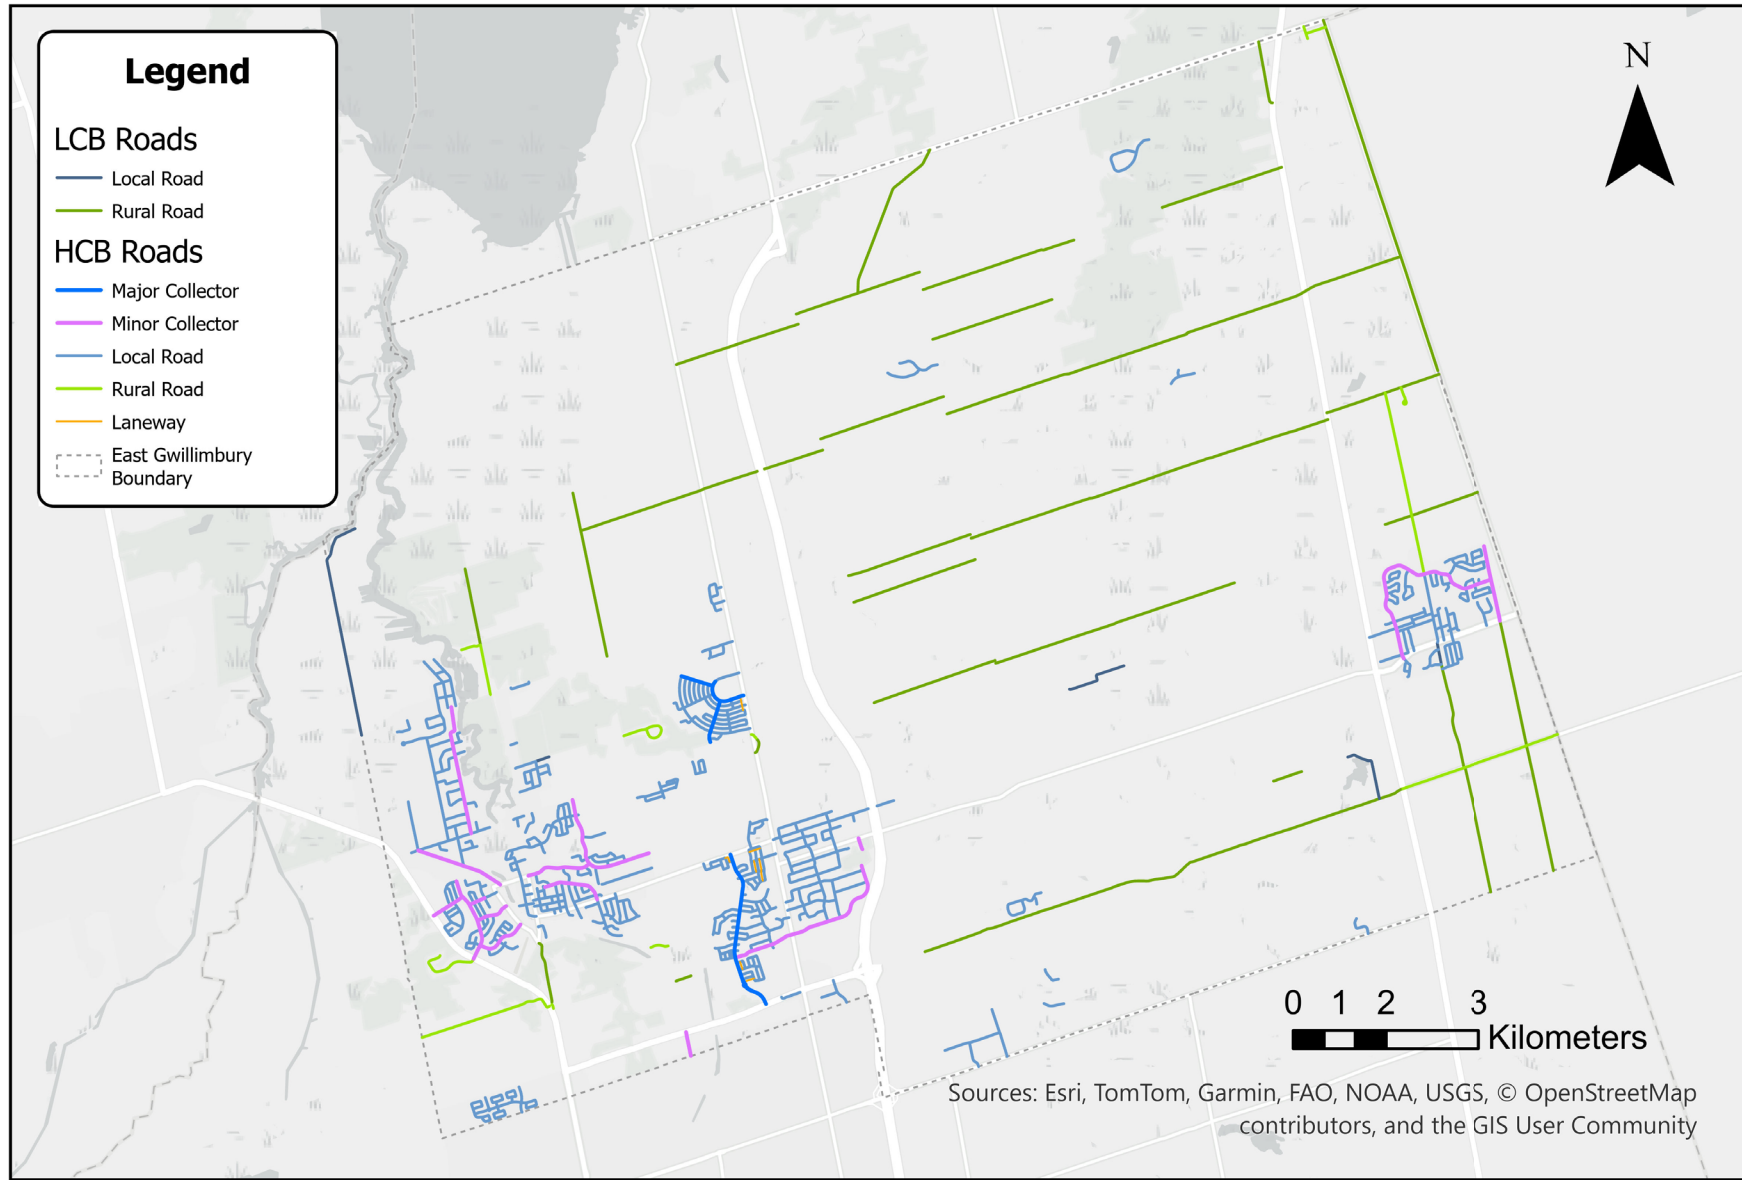 Legend
LCB Roads
Local Road
Rural Road
HCB Roads
Major Collector
Minor Collector
Local Road
Rural Road
Laneway
East Gwillimbury
Boundary
N
0 1 2 3
Kilometers
Sources: Esri, TomTom, Garmin, FAO, NOAA, USGS, © OpenStreetMap
contributors, and the GIS User Community